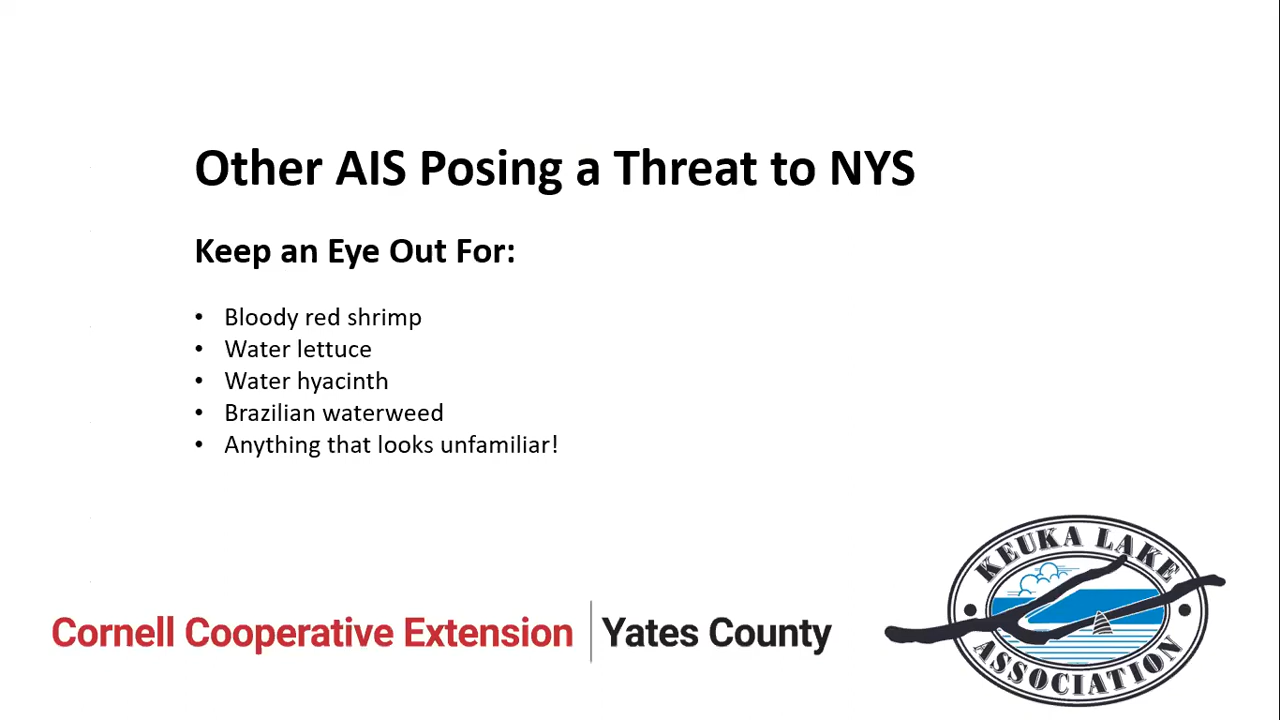 Other AIS Posing a Threat to NYS
Keep an Eye Out For:
• Bloody red shrimp
• Water lettuce
• Water hyacinth
• Brazilian waterweed
• Anything that looks unfamiliar!
Cornell Cooperative Extension | Yates County
KEUKA LAKE
ASSOCIATION